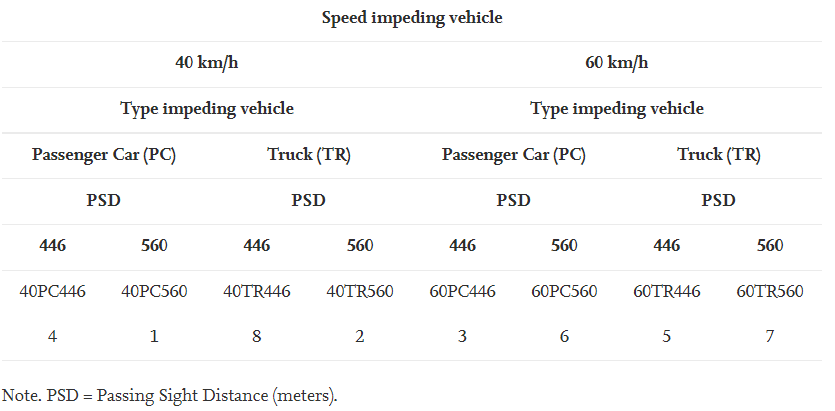 Speed impeding vehicle
40 km/h 60 km/h
Type impeding vehicle Type impeding vehicle
Passenger Car (PC) Truck (TR) Passenger Car (PC) Truck (TR)
PSD PSD PSD PSD
446 560 446 560 446 560 446 560
40PC446 40PC560 40TR446 40TR560 60PC446 60PC560 60TR446 60TR560
4 1 8 2 3 6 5 7
Note. PSD = Passing Sight Distance (meters).